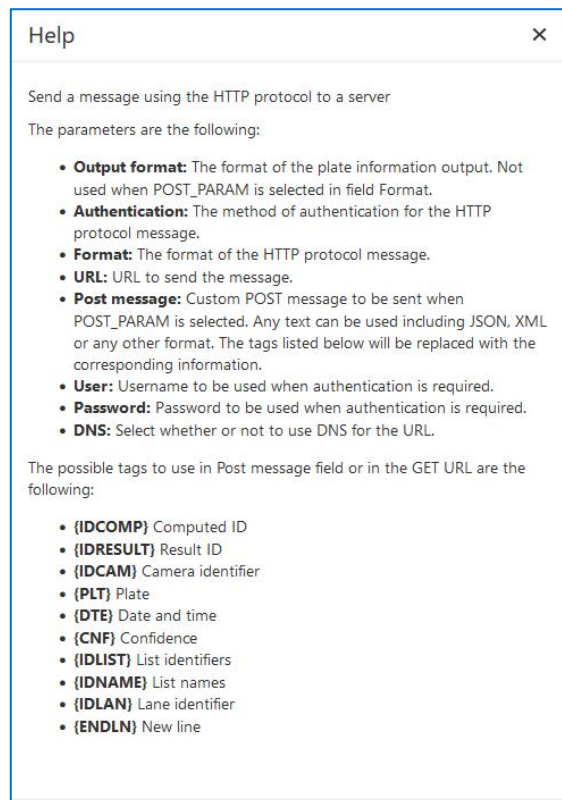 Help ×
Send a message using the HTTP protocol to a server
The parameters are the following:
• Output format: The format of the plate information output. Not
used when POST_PARAM is selected in field Format.
• Authentication: The method of authentication for the HTTP
protocol message.
• Format: The format of the HTTP protocol message.
• URL: URL to send the message.
• Post message: Custom POST message to be sent when
POST_PARAM is selected. Any text can be used including JSON, XML
or any other format. The tags listed below will be replaced with the
corresponding information.
• User: Username to be used when authentication is required.
• Password: Password to be used when authentication is required.
• DNS: Select whether or not to use DNS for the URL.
The possible tags to use in Post message field or in the GET URL are the
following:
• {IDCOMP} Computed ID
• {IDRESULT} Result ID
• {IDCAM} Camera identifier
• {PLT} Plate
• {DTE} Date and time
• {CNF} Confidence
• {IDLIST} List identifiers
• {IDNAME} List names
• {IDLAN} Lane identifier
• {ENDLN} New line